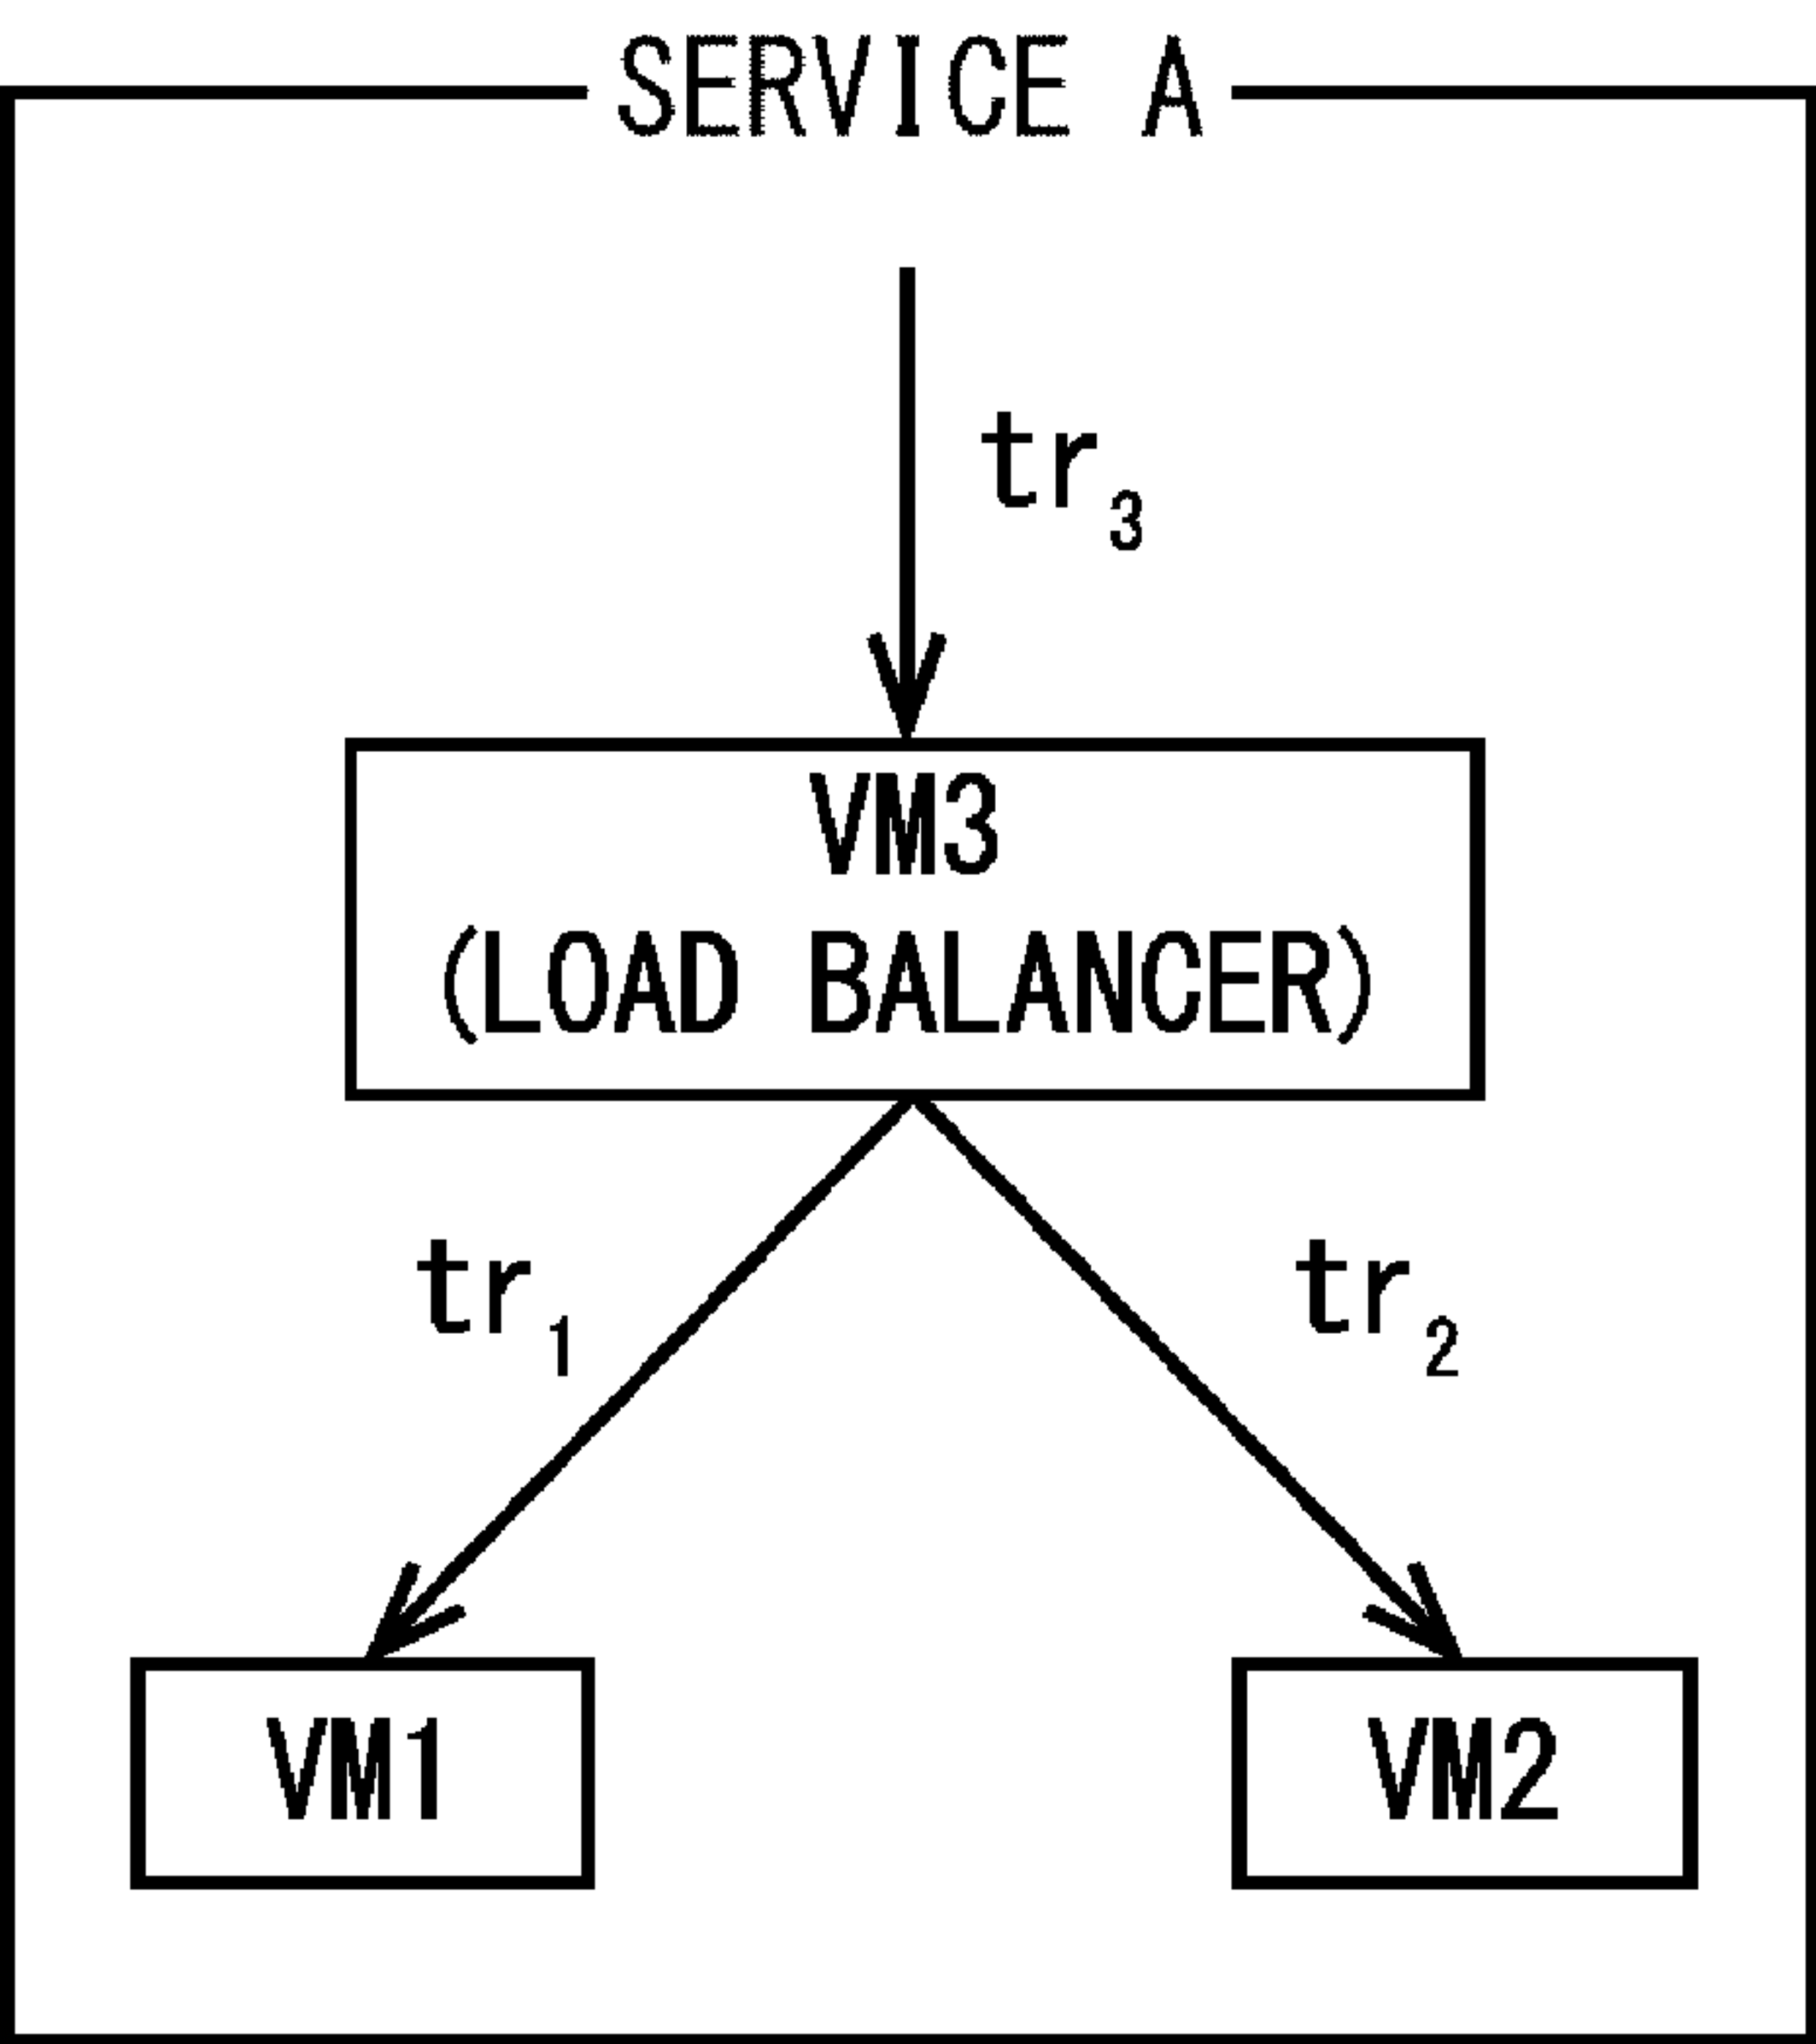 SERVICE A
tr3
VM3
(LOAD BALANCER)
tr1
tr2
VM1
VM2